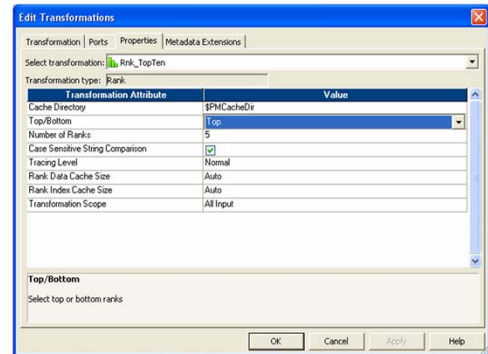 Edit Transformations
Transformation Ports Properties Metadata Extensions
Select transformation: Rnk_TopTen
Transformation type: Rank
Transformation Attribute Value
Cache Directory $PMCacheDir
Top/Bottom Top
Number of Ranks 5
Case Sensitive String Comparison
Tracing Level Normal
Rank Data Cache Size Auto
Rank Index Cache Size Auto
Transformation Scope All Input
Top/Bottom
Select top or bottom ranks
OK Cancel Apply Help